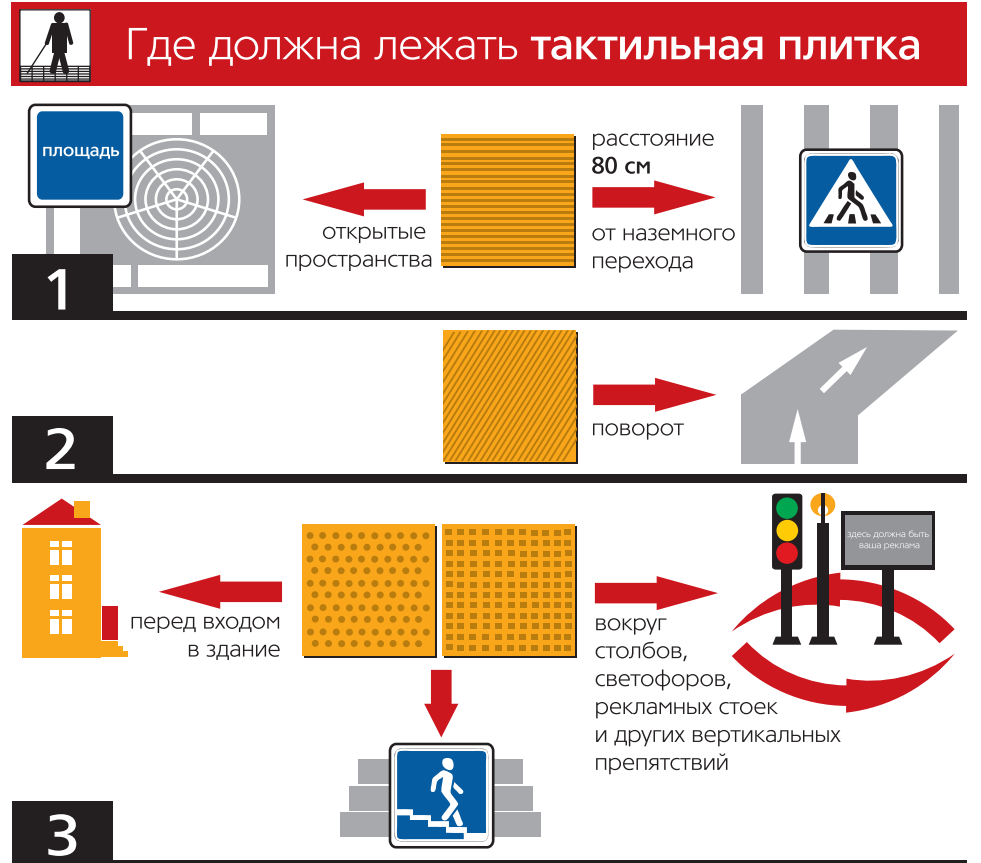 Где должна лежать тактильная плитка
площадь
открытые
пространства
расстояние
80 см
от наземного
перехода
1
поворот
2
перед входом
в здание
здесь должна быть
ваша реклама
вокруг
столбов,
светофоров,
рекламных стоек
и других вертикальных
препятствий
3